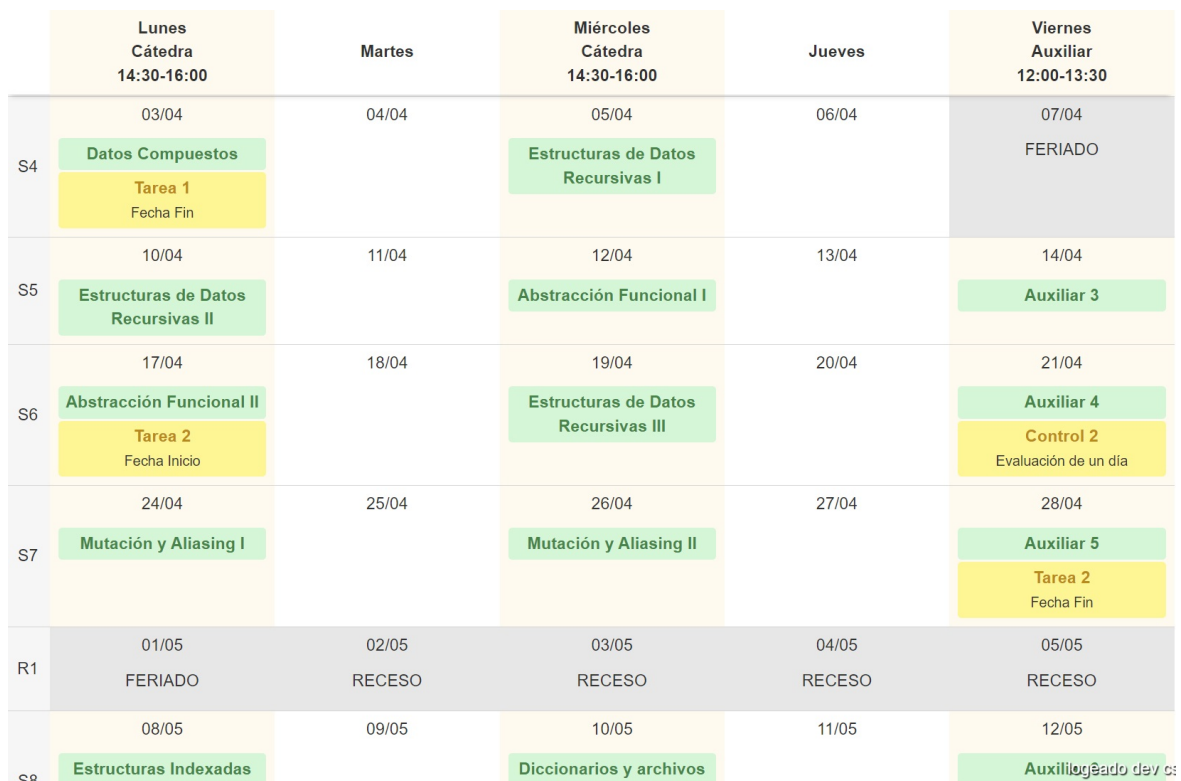 Lunes
Cátedra
14:30-16:00
Martes
Miércoles
Cátedra
14:30-16:00
Jueves
Viernes
Auxiliar
12:00-13:30
S4
03/04
Datos Compuestos
Tarea 1
Fecha Fin
04/04
05/04
Estructuras de Datos
Recursivas I
06/04
07/04
FERIADO
S5
10/04
Estructuras de Datos
Recursivas II
11/04
12/04
Abstracción Funcional I
13/04
14/04
Auxiliar 3
S6
17/04
Abstracción Funcional II
Tarea 2
Fecha Inicio
18/04
19/04
Estructuras de Datos
Recursivas III
20/04
21/04
Auxiliar 4
Control 2
Evaluación de un día
S7
24/04
Mutación y Aliasing I
25/04
26/04
Mutación y Aliasing II
27/04
28/04
Auxiliar 5
Tarea 2
Fecha Fin
R1
01/05
FERIADO
02/05
RECESO
03/05
RECESO
04/05
RECESO
05/05
RECESO
S8
08/05
Estructuras Indexadas
09/05
10/05
Diccionarios y archivos
11/05
12/05
logeado dev cs